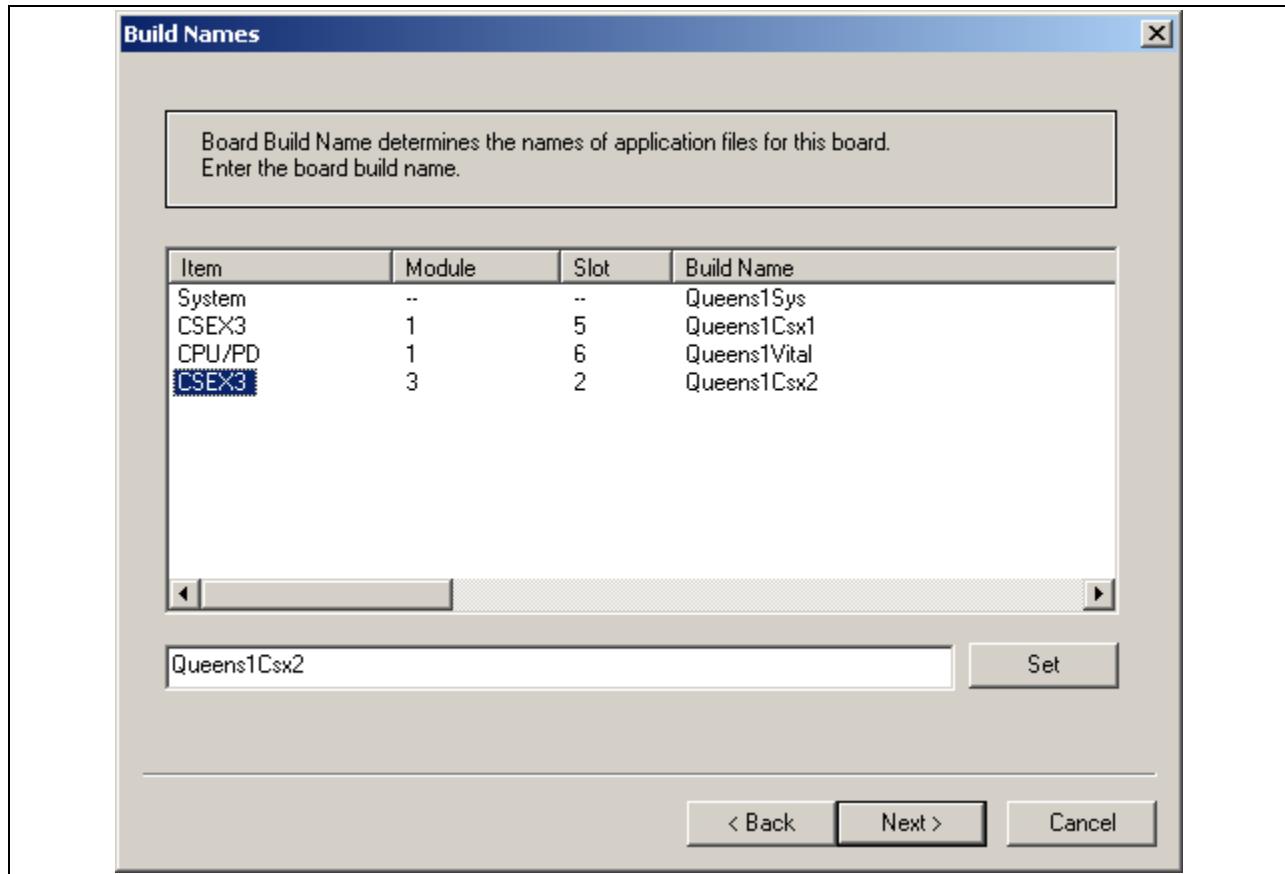 Build Names
Board Build Name determines the names of application files for this board.
Enter the board build name.
Item Module Slot Build Name
System -- -- Queens1Sys
CSEX3 1 5 Queens1Csx1
CPU/PD 1 6 Queens1Vital
CSEX3 3 2 Queens1Csx2
Queens1Csx2 Set
< Back Next > Cancel